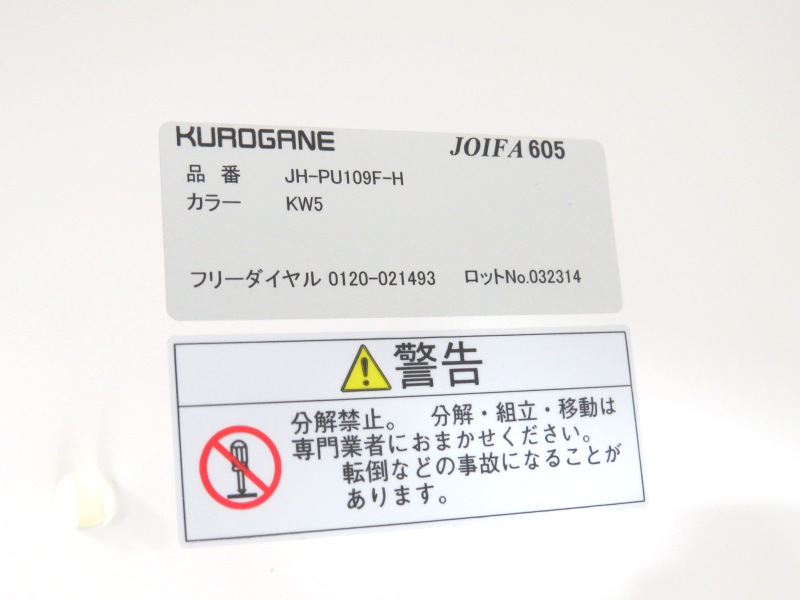 KUROGANE JOIFA 605
品番 JH-PU109F-H
カラー KW5
フリーダイヤル 0120-021493 ロットNo.032314
警告
分解禁止。 分解・組立・移動は
専門業者におまかせください。
転倒などの事故になることが
あります。